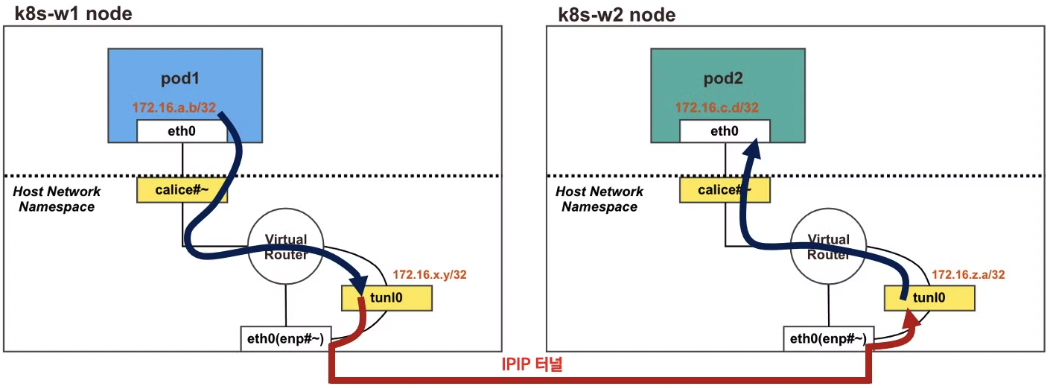 k8s-w1 node
pod1
172.16.a.b/32
eth0
Host Network
Namespace
calice#~
Virtual
Router
172.16.x.y/32
tunl0
eth0(enp#~)
k8s-w2 node
pod2
172.16.c.d/32
eth0
Host Network
Namespace
calice#~
Virtual
Router
172.16.z.a/32
tunl0
eth0(enp#~)
IPIP 터널